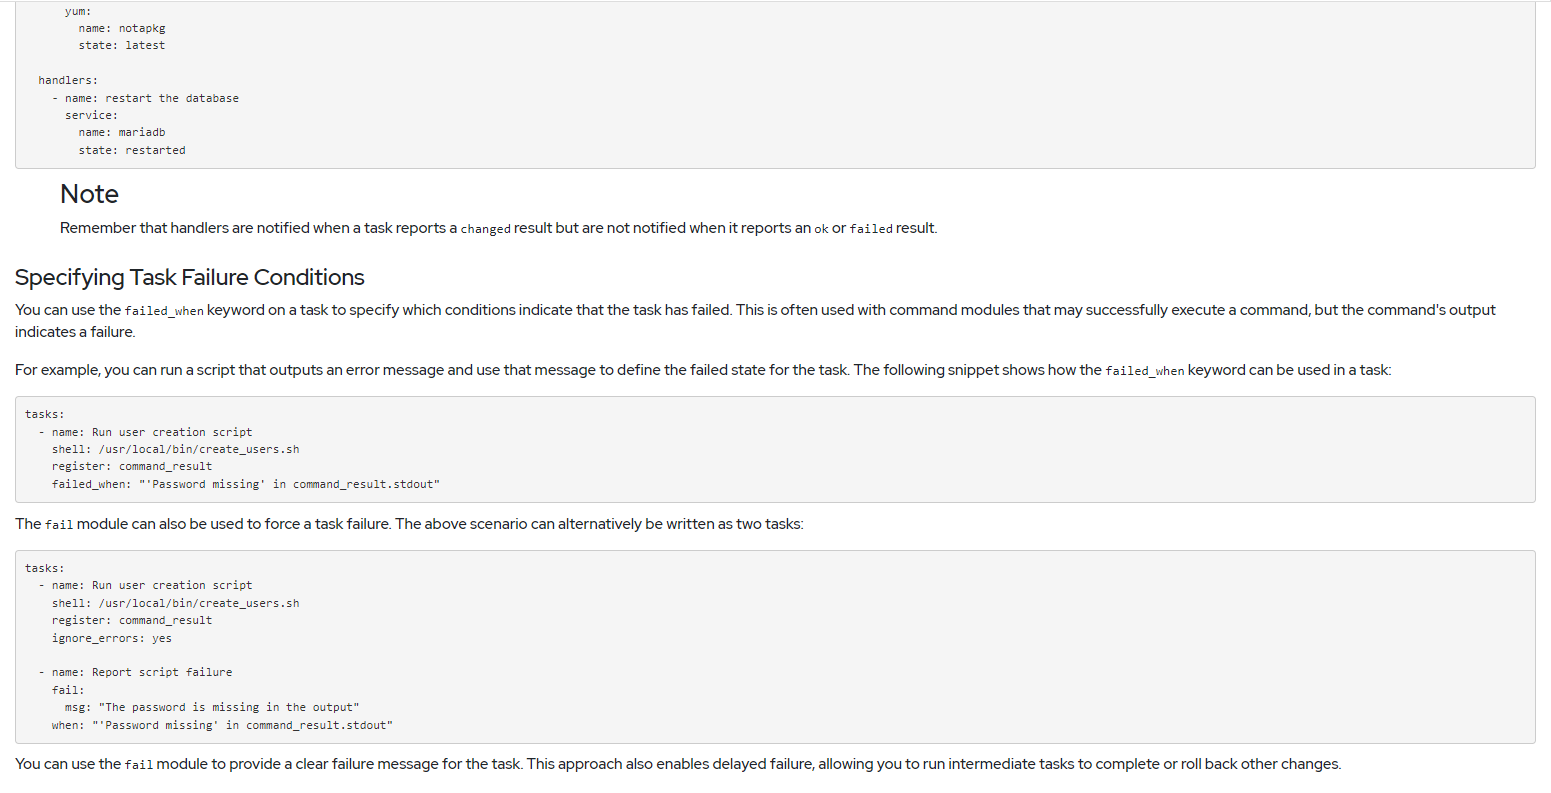 yum:
name: notapkg
state: latest
handlers:
- name: restart the database
service:
name: mariadb
state: restarted
Note
Remember that handlers are notified when a task reports a changed result but are not notified when it reports an ok or failed result.
Specifying Task Failure Conditions
You can use the failed_when keyword on a task to specify which conditions indicate that the task has failed. This is often used with command modules that may successfully execute a command, but the command's output
indicates a failure.
For example, you can run a script that outputs an error message and use that message to define the failed state for the task. The following snippet shows how the failed_when keyword can be used in a task:
tasks:
- name: Run user creation script
shell: /usr/local/bin/create_users.sh
register: command_result
failed_when: "'Password missing' in command_result.stdout"
The fail module can also be used to force a task failure. The above scenario can alternatively be written as two tasks:
tasks:
- name: Run user creation script
shell: /usr/local/bin/create_users.sh
register: command_result
ignore_errors: yes
- name: Report script failure
fail:
msg: "The password is missing in the output"
when: "'Password missing' in command_result.stdout"
You can use the fail module to provide a clear failure message for the task. This approach also enables delayed failure, allowing you to run intermediate tasks to complete or roll back other changes.